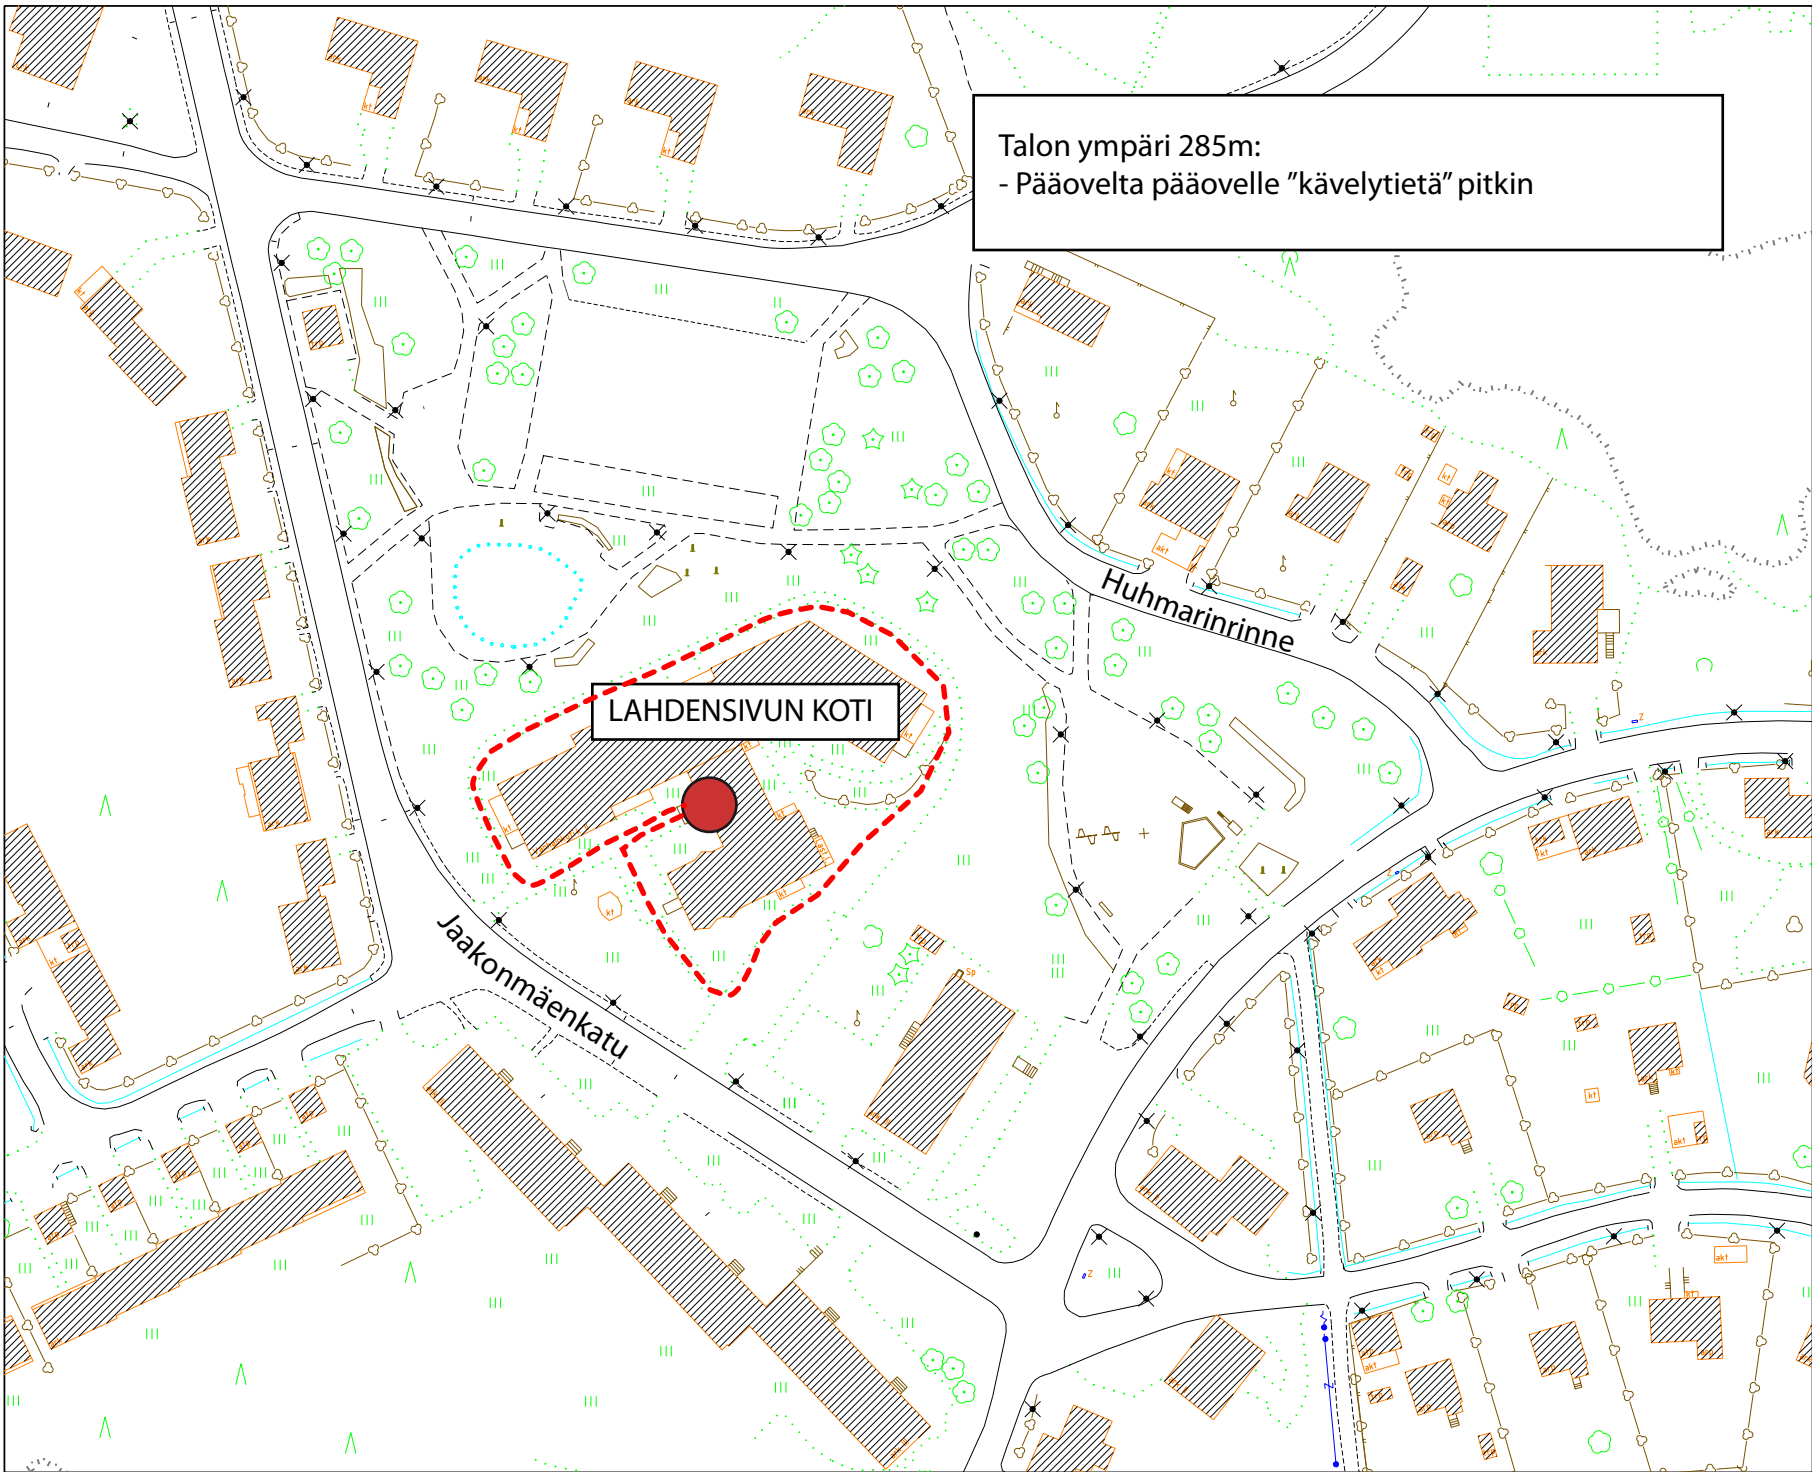 Talon ympäri 285m:
- Pääovelta pääovelle ”kävelytietä” pitkin
Huhmarinrinne
LAHDENSIVUN KOTI
Jaakonmäenkatu